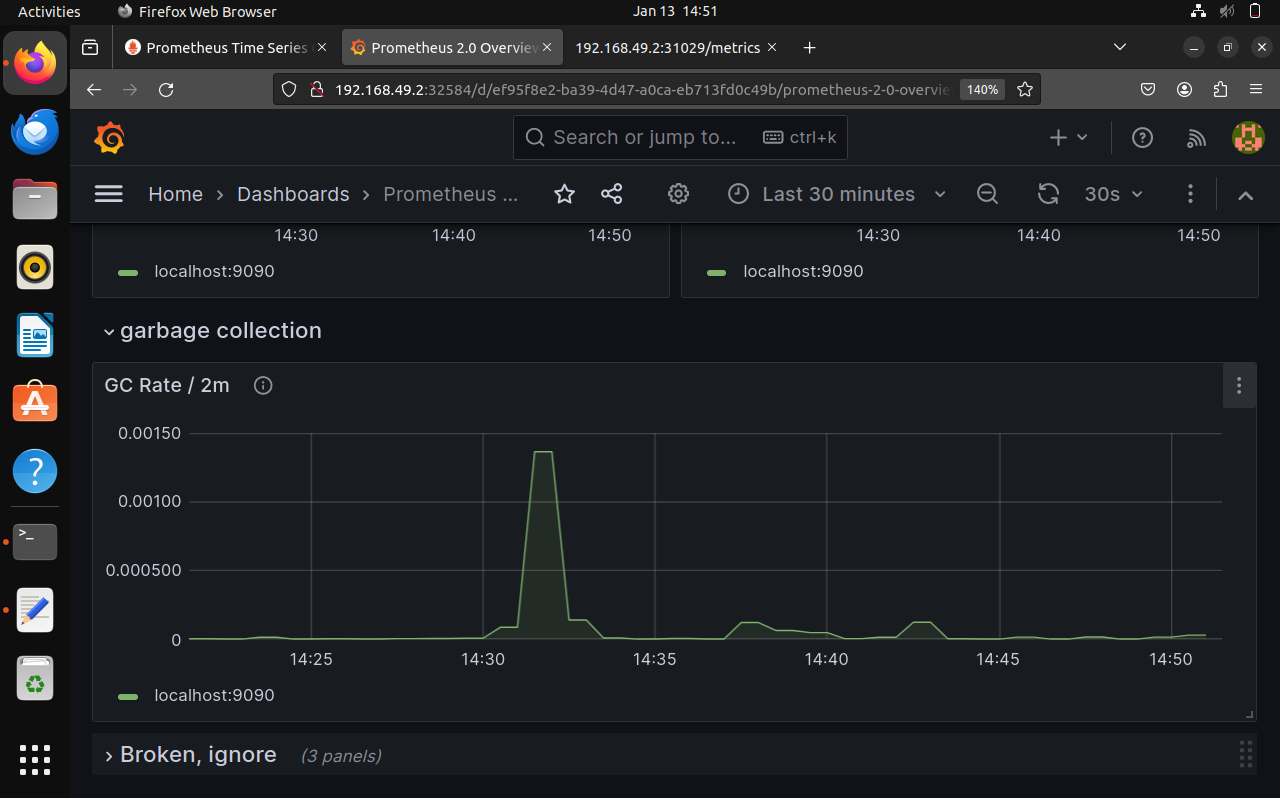 Activities Firefox Web Browser Jan 13 14:51
Prometheus Time Series Prometheus 2.0 Overview 192.168.49.2:31029/metrics
192.168.49.2:32584/d/ef95f8e2-ba39-4d47-a0ca-eb713fd0c49b/prometheus-2-0-overvie 140%
Search or jump to... ctrl+k
Home Dashboards Prometheus ... Last 30 minutes 30s
14:30 14:40 14:50 14:30 14:40 14:50
localhost:9090 localhost:9090
garbage collection
GC Rate / 2m
0.00150
0.00100
0.000500
0
14:25 14:30 14:35 14:40 14:45 14:50
localhost:9090
Broken, ignore (3 panels)